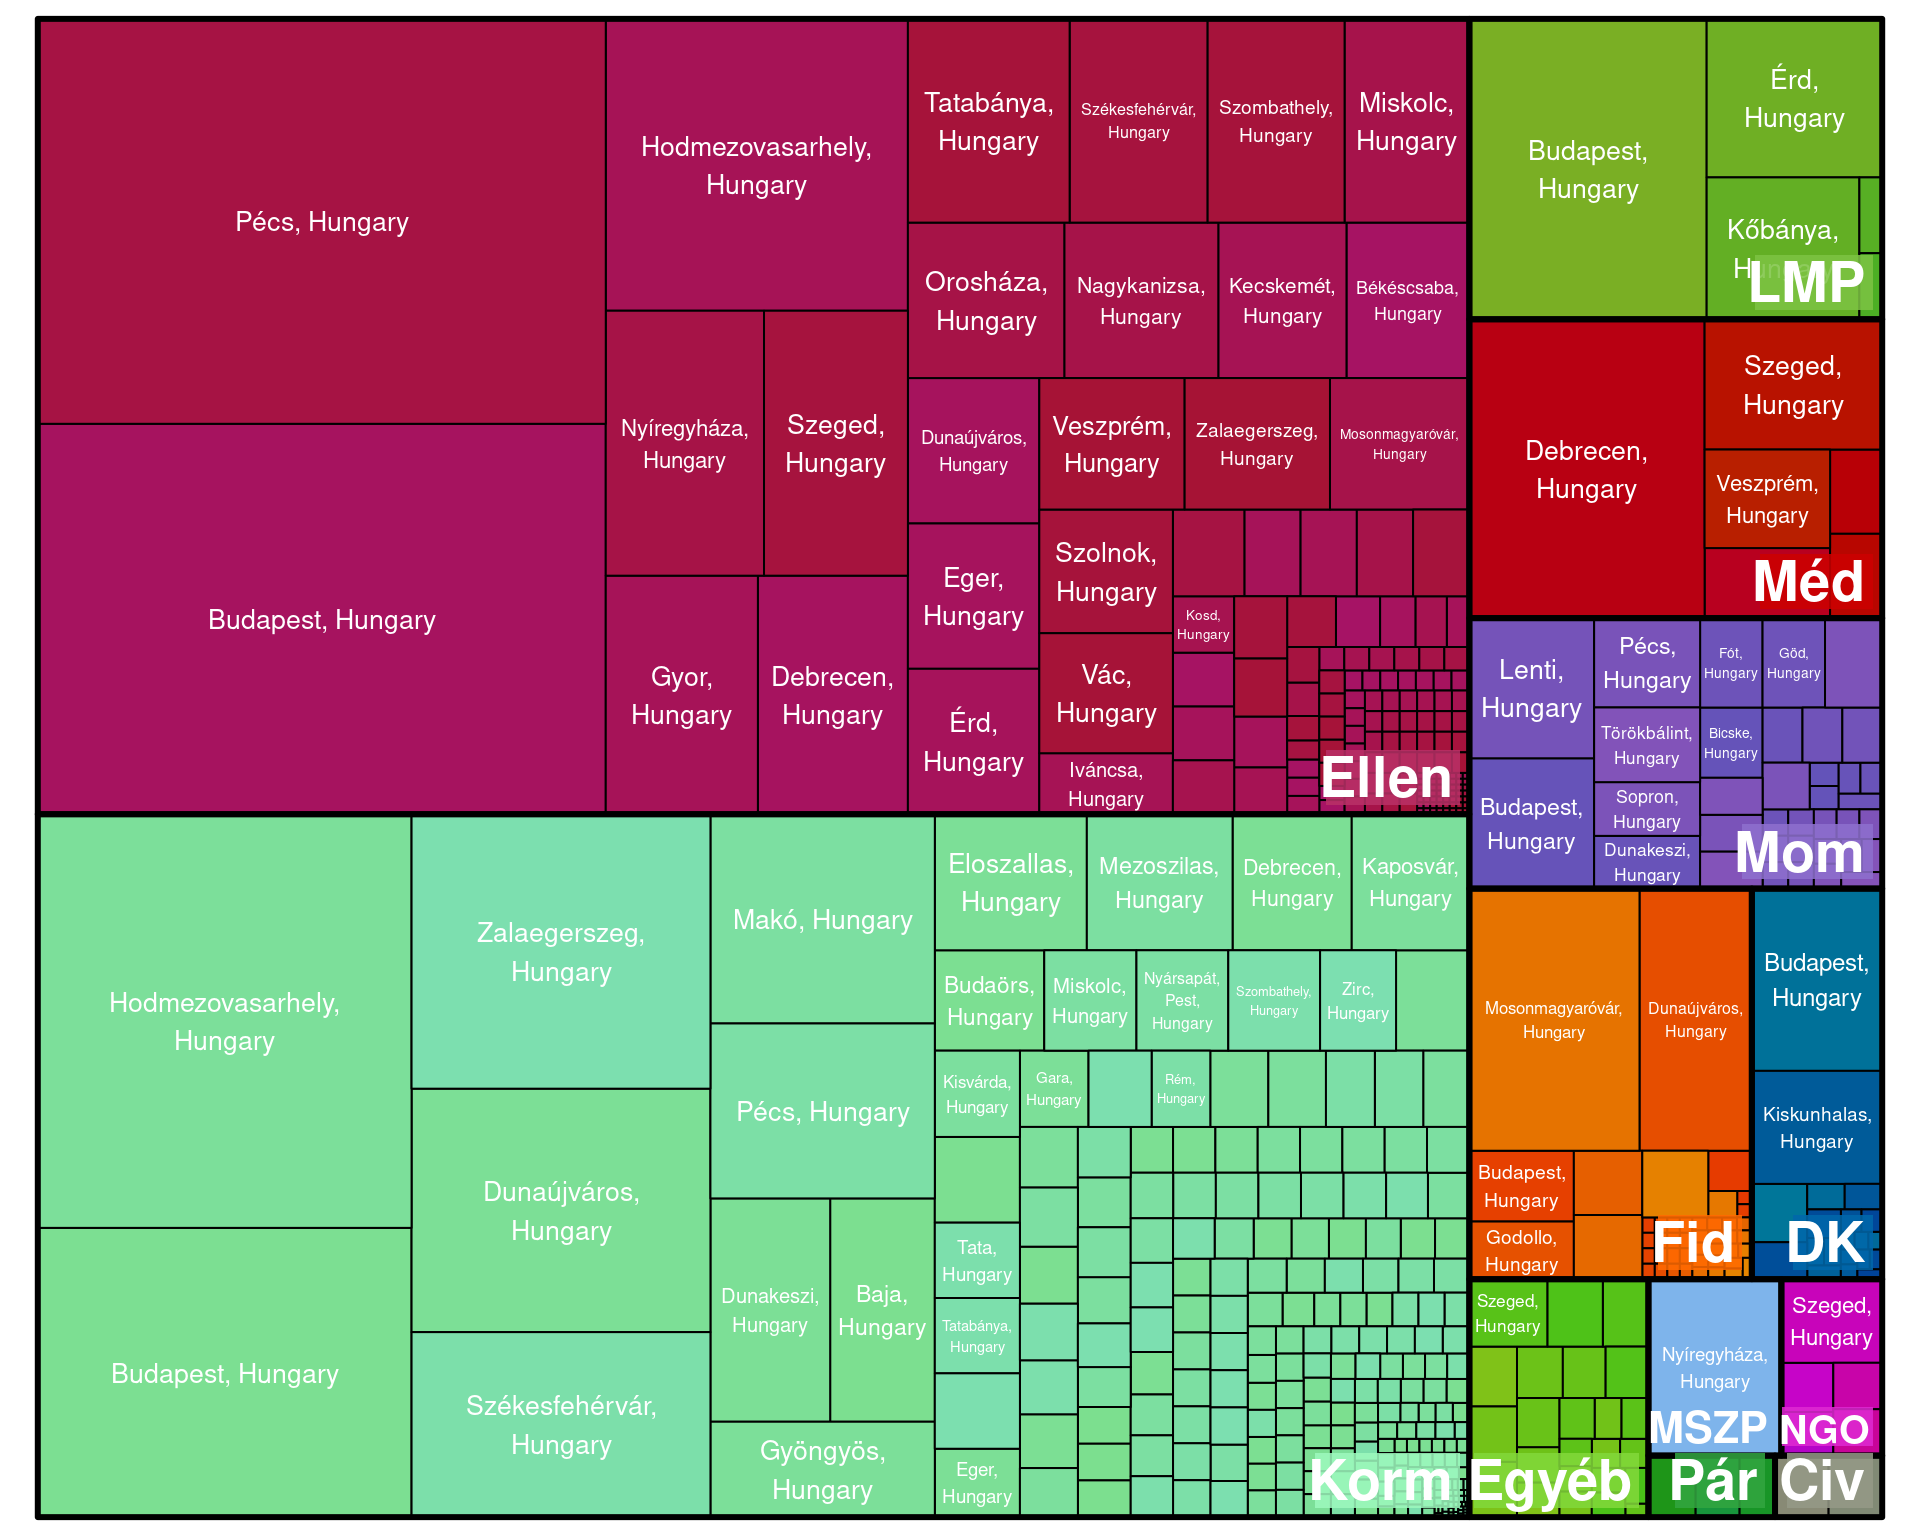 Pécs, Hungary
Budapest, Hungary
Hodmezovasarhely,
Hungary
Nyíregyháza,
Hungary
Szeged,
Hungary
Gyor,
Hungary
Debrecen,
Hungary
Tatabánya,
Hungary
Székesfehérvár,
Hungary
Szombathely,
Hungary
Miskolc,
Hungary
Orosháza,
Hungary
Nagykanizsa,
Hungary
Kecskemét,
Hungary
Békéscsaba,
Hungary
Dunaújváros,
Hungary
Veszprém,
Hungary
Zalaegerszeg,
Hungary
Mosonmagyaróvár,
Hungary
Eger,
Hungary
Szolnok,
Hungary
Kosd,
Hungary
Érd,
Hungary
Vác,
Hungary
Iváncsa,
Hungary
Ellen
Hodmezovasarhely,
Hungary
Budapest, Hungary
Zalaegerszeg,
Hungary
Dunaújváros,
Hungary
Székesfehérvár,
Hungary
Makó, Hungary
Pécs, Hungary
Dunakeszi,
Hungary
Baja,
Hungary
Gyöngyös,
Hungary
Eloszallas,
Hungary
Mezoszilas,
Hungary
Debrecen,
Hungary
Kaposvár,
Hungary
Budaörs,
Hungary
Miskolc,
Hungary
Nyársapát,
Pest,
Hungary
Szombathely,
Hungary
Zirc,
Hungary
Kisvárda,
Hungary
Gara,
Hungary
Rém,
Hungary
Tata,
Hungary
Tatabánya,
Hungary
Eger,
Hungary
Korm
Budapest,
Hungary
Érd,
Hungary
Kőbánya,
Hungary
LMP
Debrecen,
Hungary
Szeged,
Hungary
Veszprém,
Hungary
Méd
Lenti,
Hungary
Budapest,
Hungary
Pécs,
Hungary
Törökbálint,
Hungary
Sopron,
Hungary
Dunakeszi,
Hungary
Fót,
Hungary
Göd,
Hungary
Bicske,
Hungary
Mom
Mosonmagyaróvár,
Hungary
Dunaújváros,
Hungary
Budapest,
Hungary
Godollo,
Hungary
Fid
Budapest,
Hungary
Kiskunhalas,
Hungary
DK
Szeged,
Hungary
Egyéb
Nyíregyháza,
Hungary
MSZP
Szeged,
Hungary
NGO
Pár
Civ